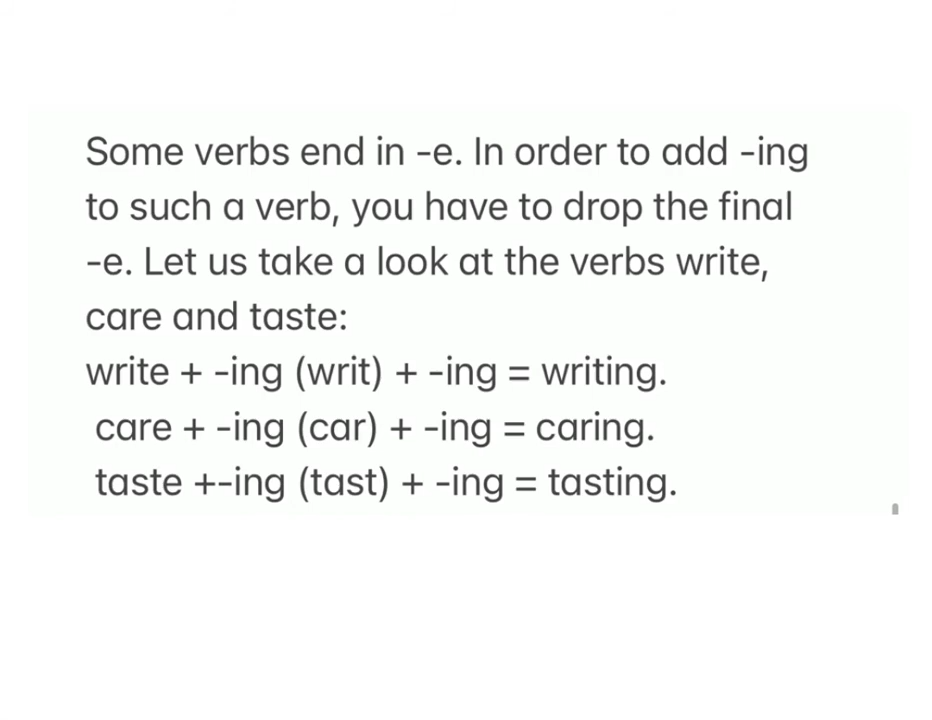 Some verbs end in -e. In order to add -ing
to such a verb, you have to drop the final
-e. Let us take a look at the verbs write,
care and taste:
write + -ing (writ) + -ing = writing.
care + -ing (car) + -ing = caring.
taste +-ing (tast) + -ing = tasting.